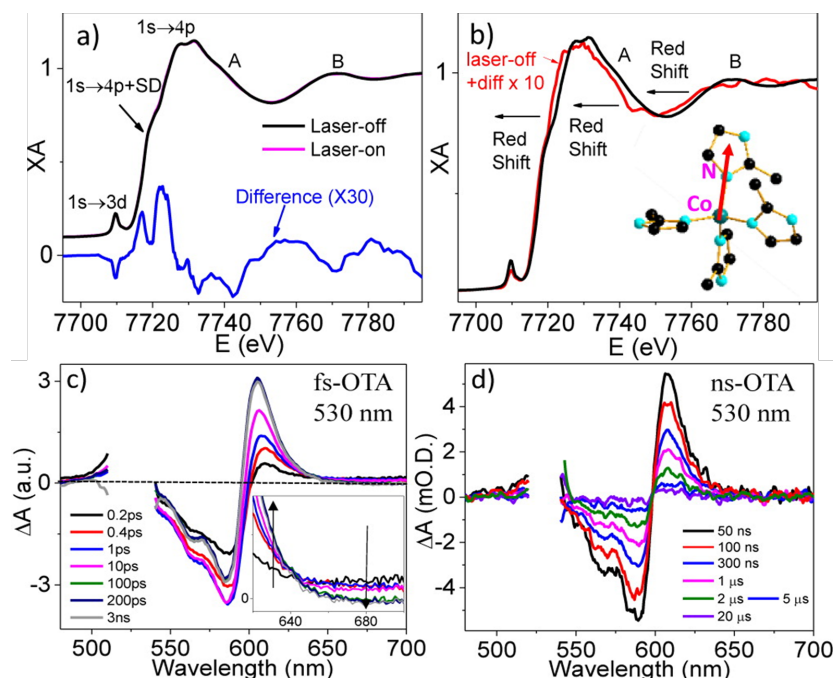 a)
1s→4p
A
B
1s→4p+SD
1
Laser-off
Laser-on
1s→3d
Difference (X30)
0
XA
7700 7720 7740 7760 7780
E (eV)
b)
laser-off
+diff x 10
A
Red
Shift
B
1
Red
Shift
Red
Shift
N
Co
XA
7700 7720 7740 7760 7780
E (eV)
c)
fs-OTA
530 nm
3
0
-3
ΔA (a.u.)
0.2ps
0.4ps
1ps
10ps
100ps
200ps
3ns
0
640 680
500 550 600 650 700
Wavelength (nm)
d)
ns-OTA
530 nm
4
2
0
-2
-4
ΔA (mO.D.)
50 ns
100 ns
300 ns
1 μs
2 μs 5 μs
20 μs
500 550 600 650 700
Wavelength (nm)